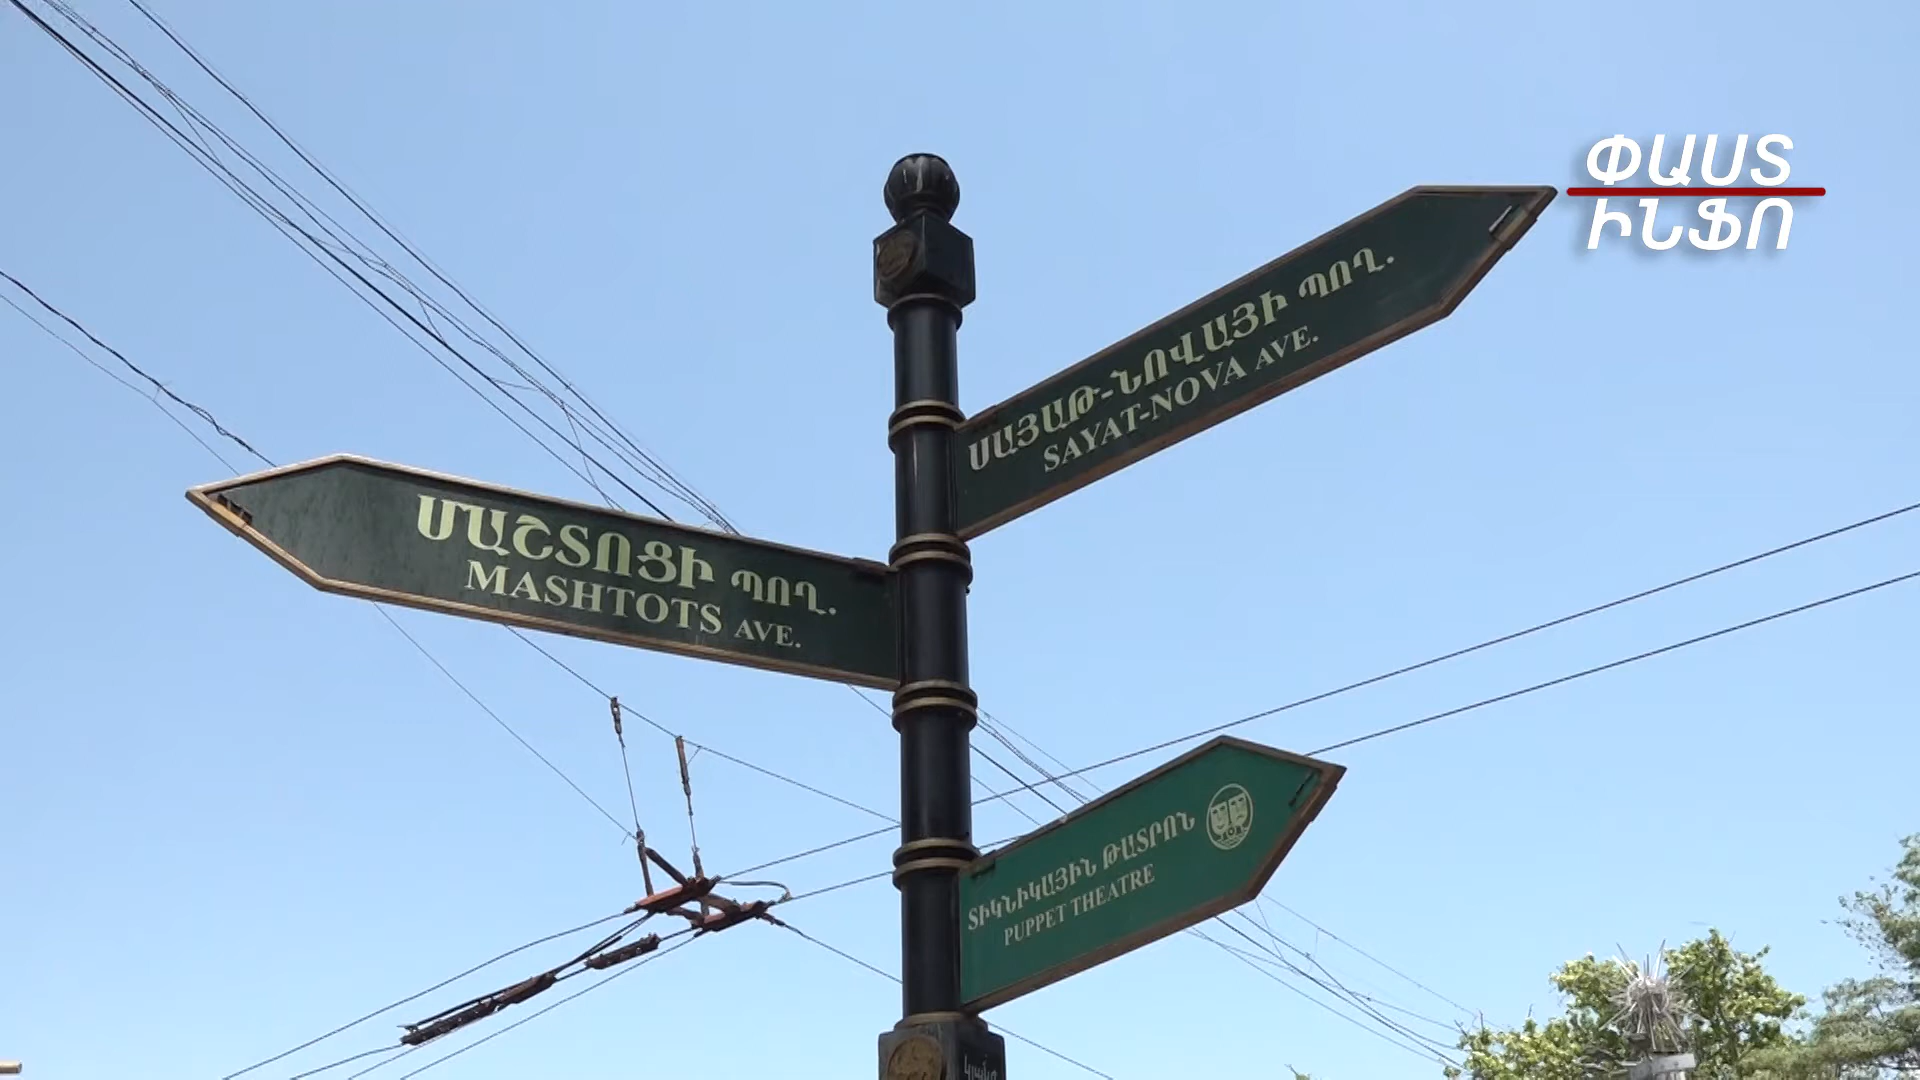 ՓԱՍՏ
ԻՆՖՈ
ՍԱՅԱԹ-ՆՈՎԱՅԻ ՊՈՂ.
SAYAT-NOVA AVE.
ՄԱՇՏՈՑԻ ՊՈՂ.
MASHTOTS AVE.
ՏԻԿՆԻԿԱՅԻՆ ԹԱՏՐՈՆ
PUPPET THEATRE